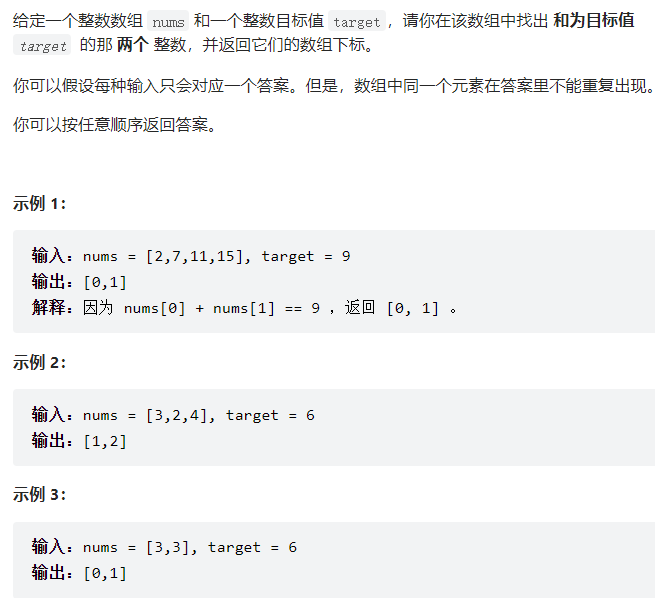 给定一个整数数组 nums 和一个整数目标值 target，请你在该数组中找出 和为目标值
target 的那 两个 整数，并返回它们的数组下标。
你可以假设每种输入只会对应一个答案。但是，数组中同一个元素在答案里不能重复出现。
你可以按任意顺序返回答案。
示例 1：
输入：nums = [2,7,11,15], target = 9
输出：[0,1]
解释：因为 nums[0] + nums[1] == 9 ，返回 [0, 1] 。
示例 2：
输入：nums = [3,2,4], target = 6
输出：[1,2]
示例 3：
输入：nums = [3,3], target = 6
输出：[0,1]